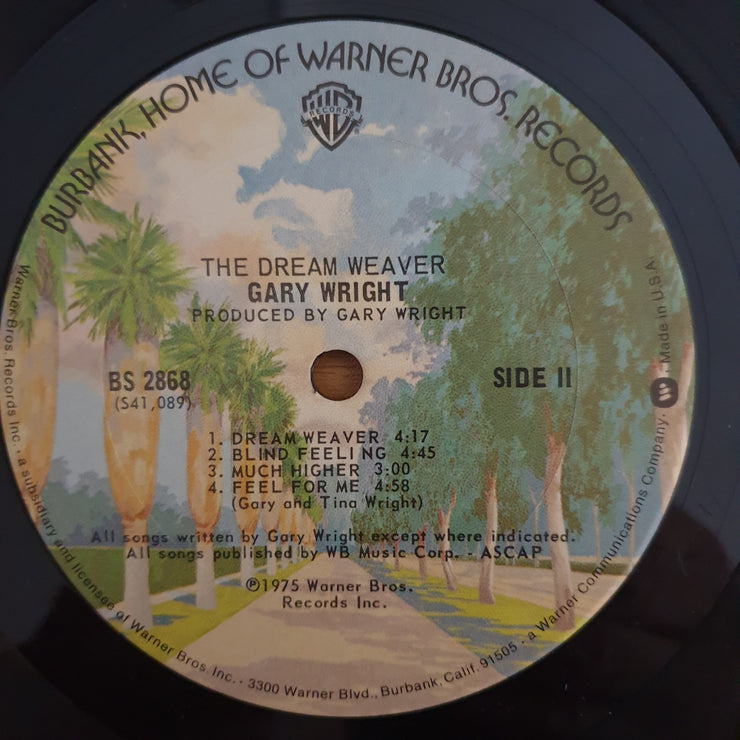 BURBANK, HOME OF WARNER BROS. RECORDS
WB
RECORDS
THE DREAM WEAVER
GARY WRIGHT
PRODUCED BY GARY WRIGHT
BS 2868
(S41,089)
SIDE II
1. DREAM WEAVER 4:17
2. BLIND FEELING 4:45
3. MUCH HIGHER 3:00
4. FEEL FOR ME 4:58
(Gary and Tina Wright)
All songs written by Gary Wright except where indicated.
All songs published by WB Music Corp. - ASCAP
℗1975 Warner Bros.
Records Inc.
Warner Bros. Records Inc. · a subsidiary and licensee of Warner Bros. Inc. · 3300 Warner Blvd., Burbank, Calif. 91505 · a Warner Communications Company. · Made in U.S.A.